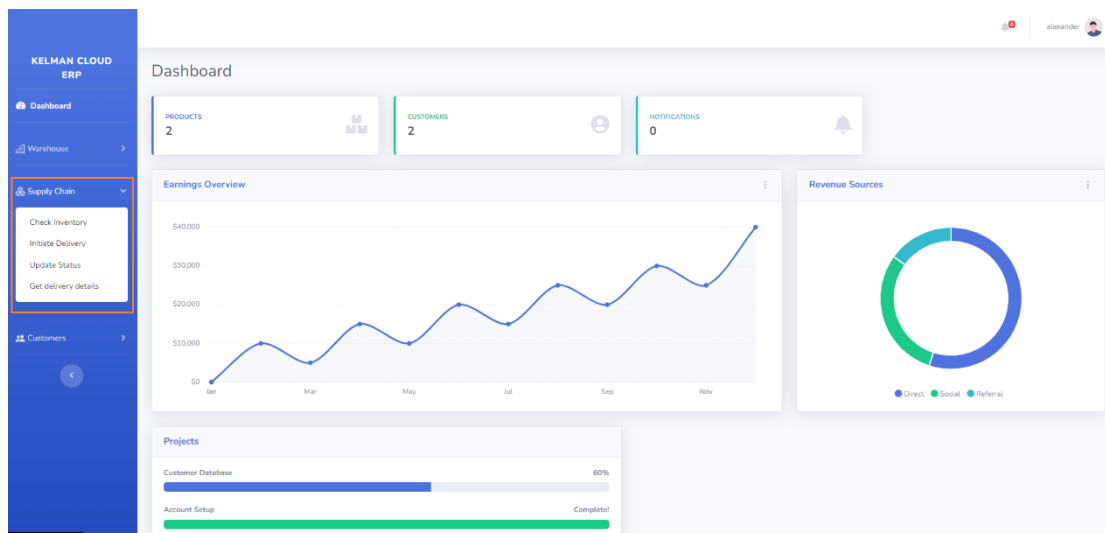 0
alexander
KELMAN CLOUD
ERP
Dashboard
Warehouse
Supply Chain
Check Inventory
Initiate Delivery
Update Status
Get delivery details
Customers
Dashboard
PRODUCTS
2
CUSTOMERS
2
NOTIFICATIONS
0
Earnings Overview
$40,000
$30,000
$20,000
$10,000
$0
Jan Mar May Jul Sep Nov
Revenue Sources
Direct Social Referral
Projects
Customer Database 60%
Account Setup Complete!